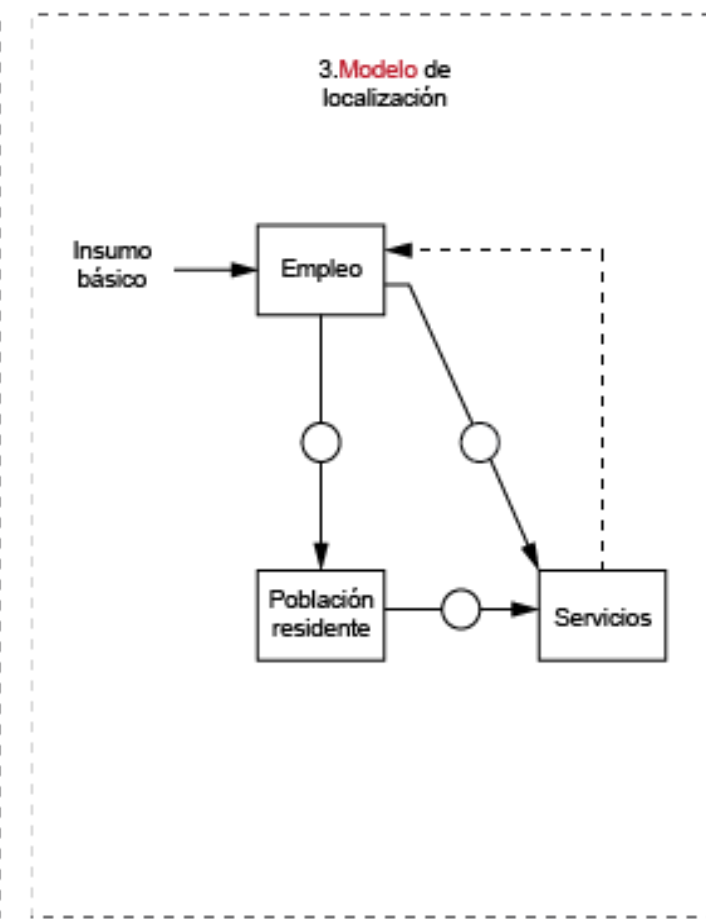 3.Modelo de
localización
Insumo
básico
Empleo
Población
residente
Servicios